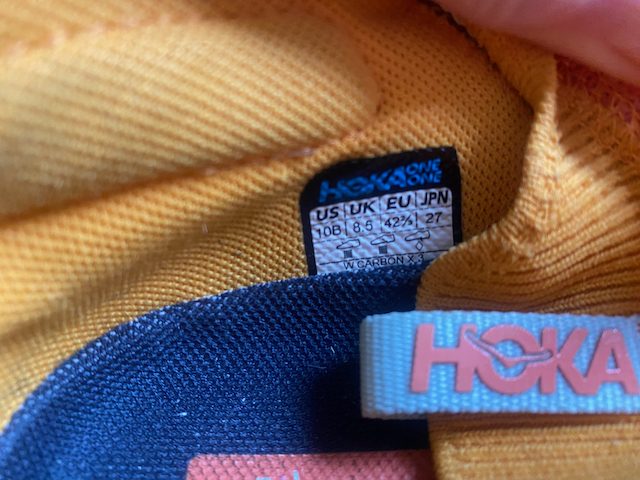 HOKA ONE ONE
US UK EU JPN
10B 8.5 42⅔ 27
W CARBON X 3
HOKA